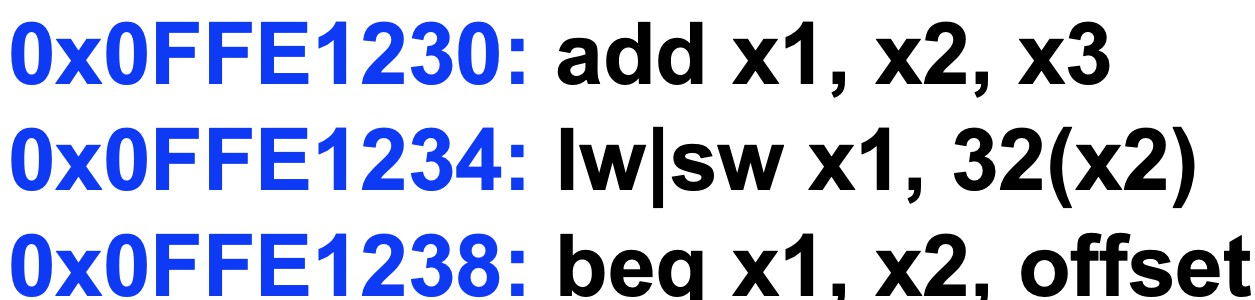 0x0FFE1230: add x1, x2, x3
0x0FFE1234: lw|sw x1, 32(x2)
0x0FFE1238: beq x1, x2, offset